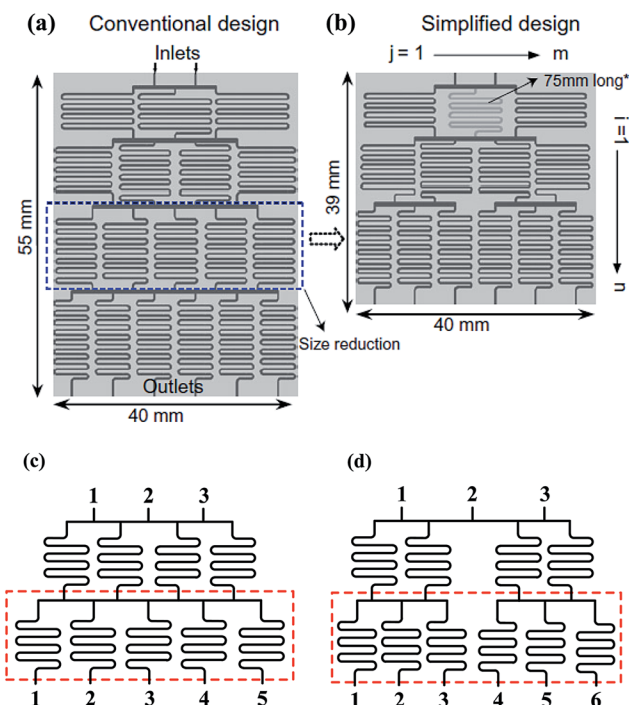 (a) Conventional design
Inlets
55 mm
Outlets
40 mm
Size reduction
(b) Simplified design
j = 1 m
75mm long*
i = 1
n
39 mm
40 mm
(c)
1 2 3
1 2 3 4 5
(d)
1 2 3
1 2 3 4 5 6